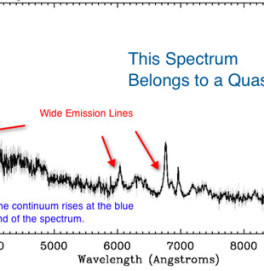 This Spectrum
Belongs to a Quas
Wide Emission Lines
he continuum rises at the blue
nd of the spectrum.
0 5000 6000 7000 8000
Wavelength (Angstroms)